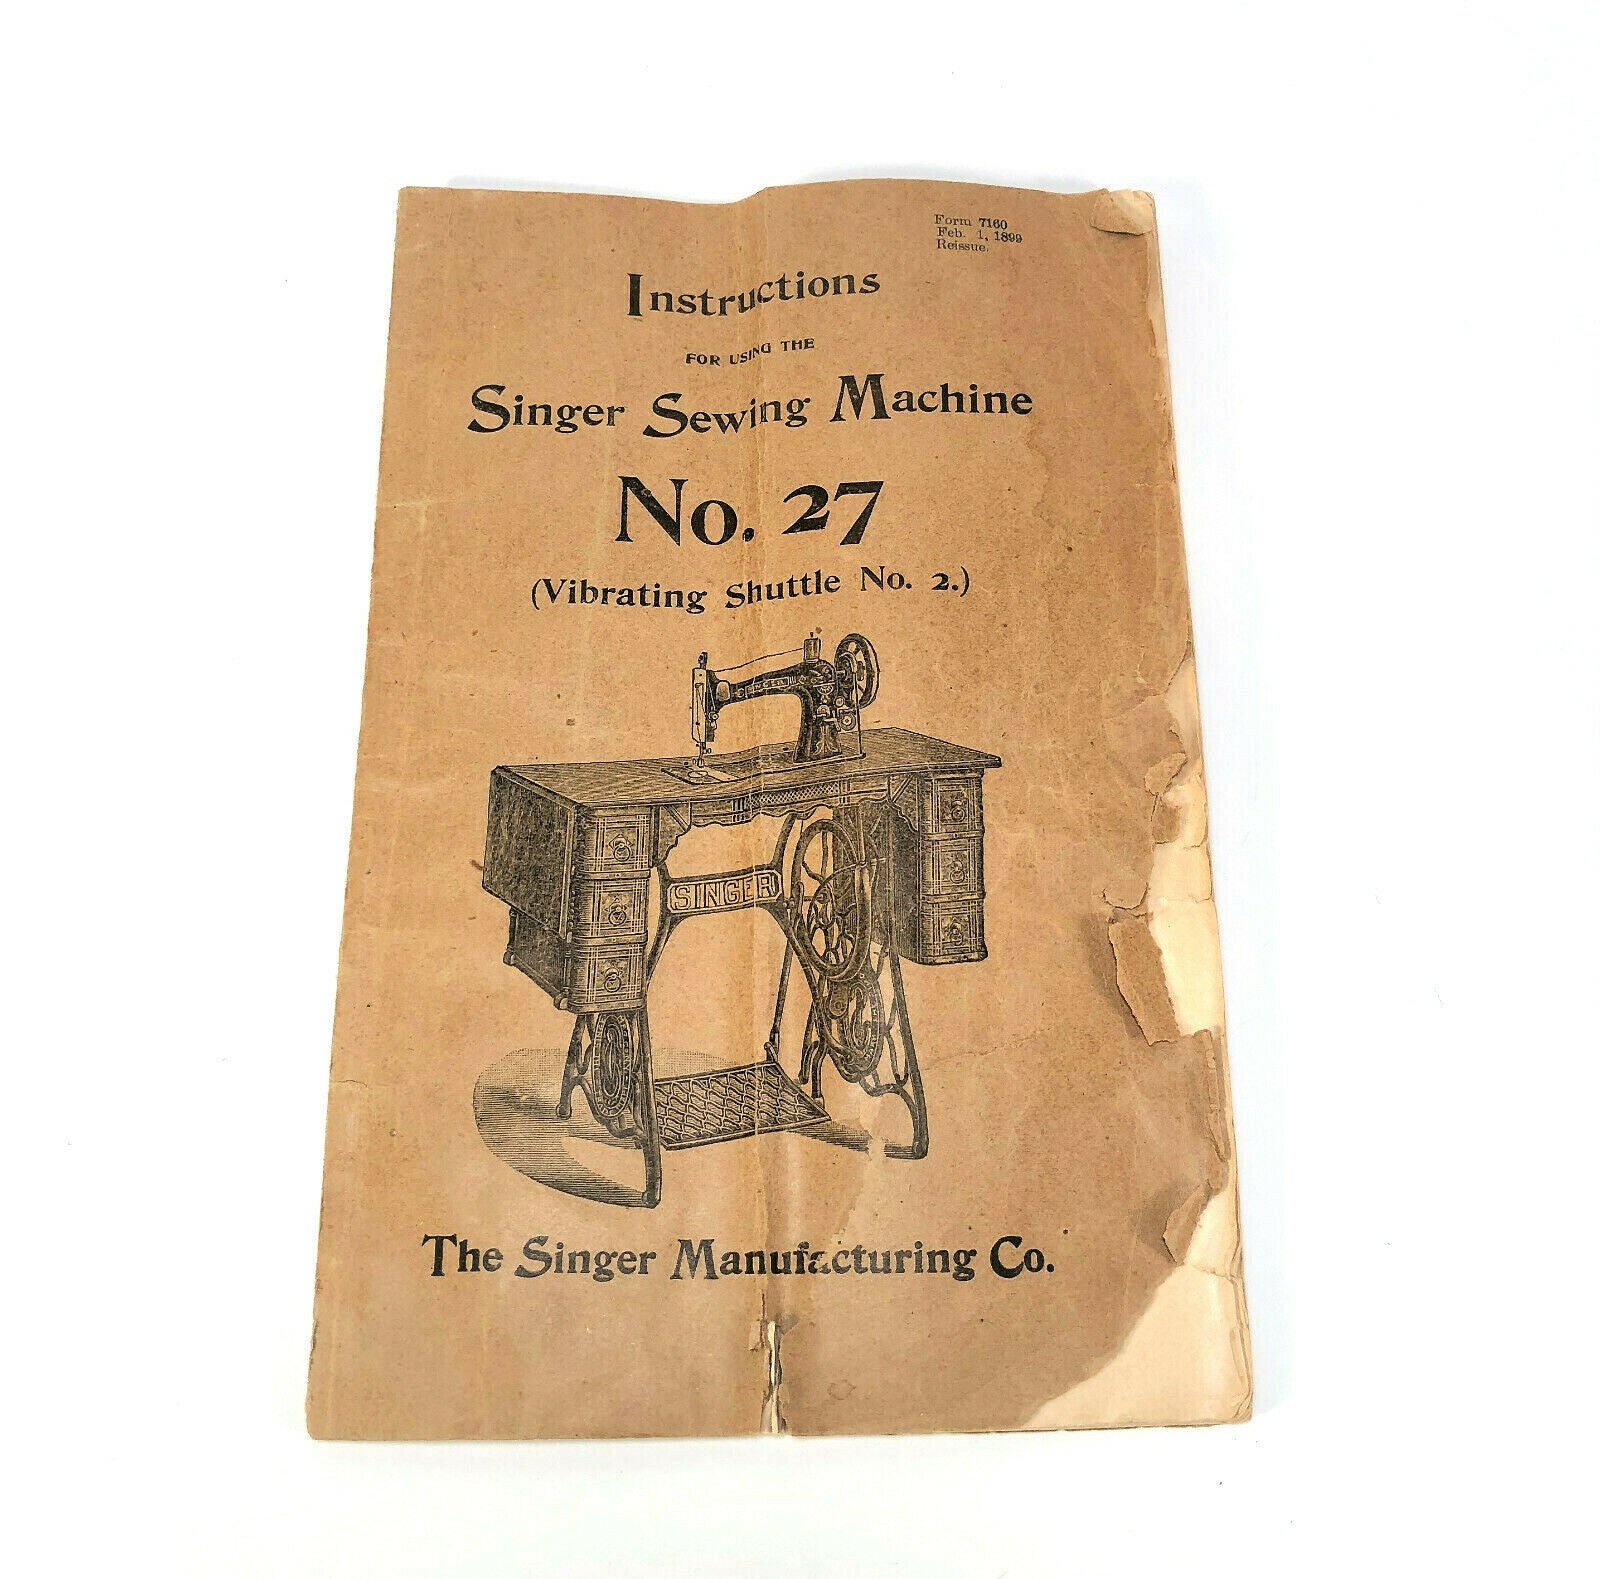 Form 7160
Feb. 1, 1899
Reissue.
Instructions
FOR USING THE
Singer Sewing Machine
No. 27
(Vibrating Shuttle No. 2.)
SINGER
SINGER
The Singer Manufacturing Co.